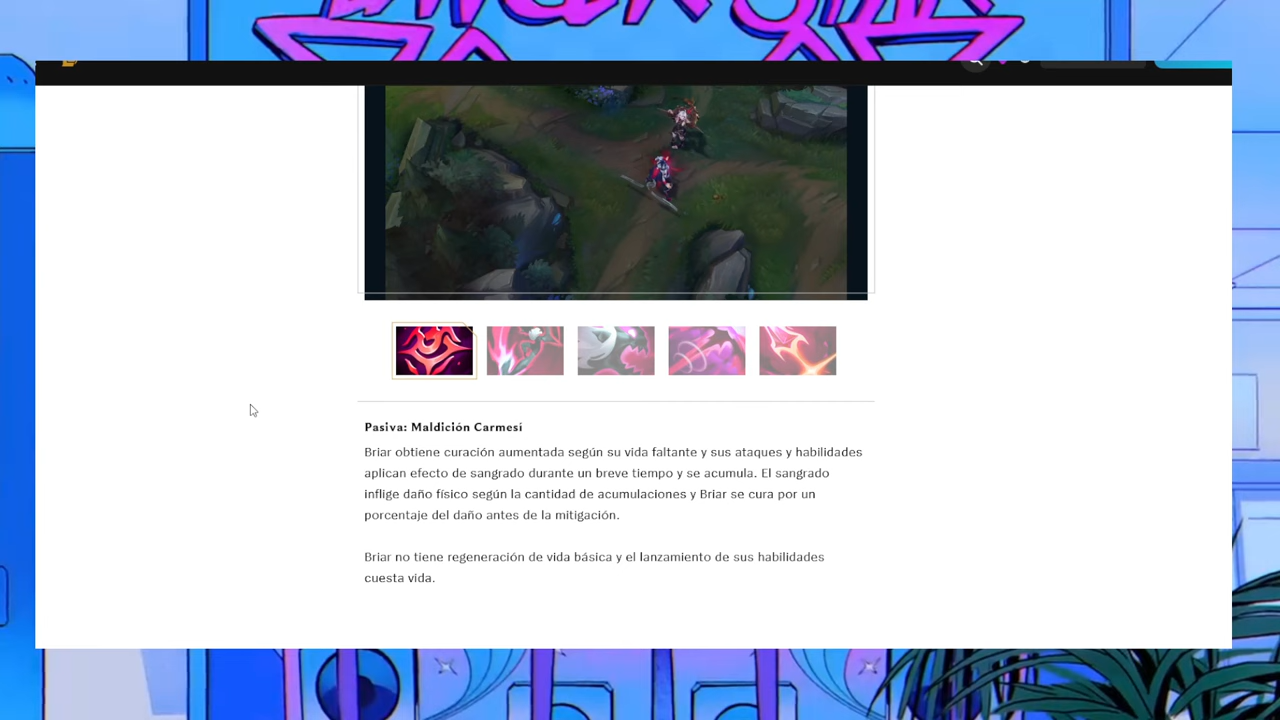 Pasiva: Maldición Carmesí
Briar obtiene curación aumentada según su vida faltante y sus ataques y habilidades
aplican efecto de sangrado durante un breve tiempo y se acumula. El sangrado
inflige daño físico según la cantidad de acumulaciones y Briar se cura por un
porcentaje del daño antes de la mitigación.
Briar no tiene regeneración de vida básica y el lanzamiento de sus habilidades
cuesta vida.